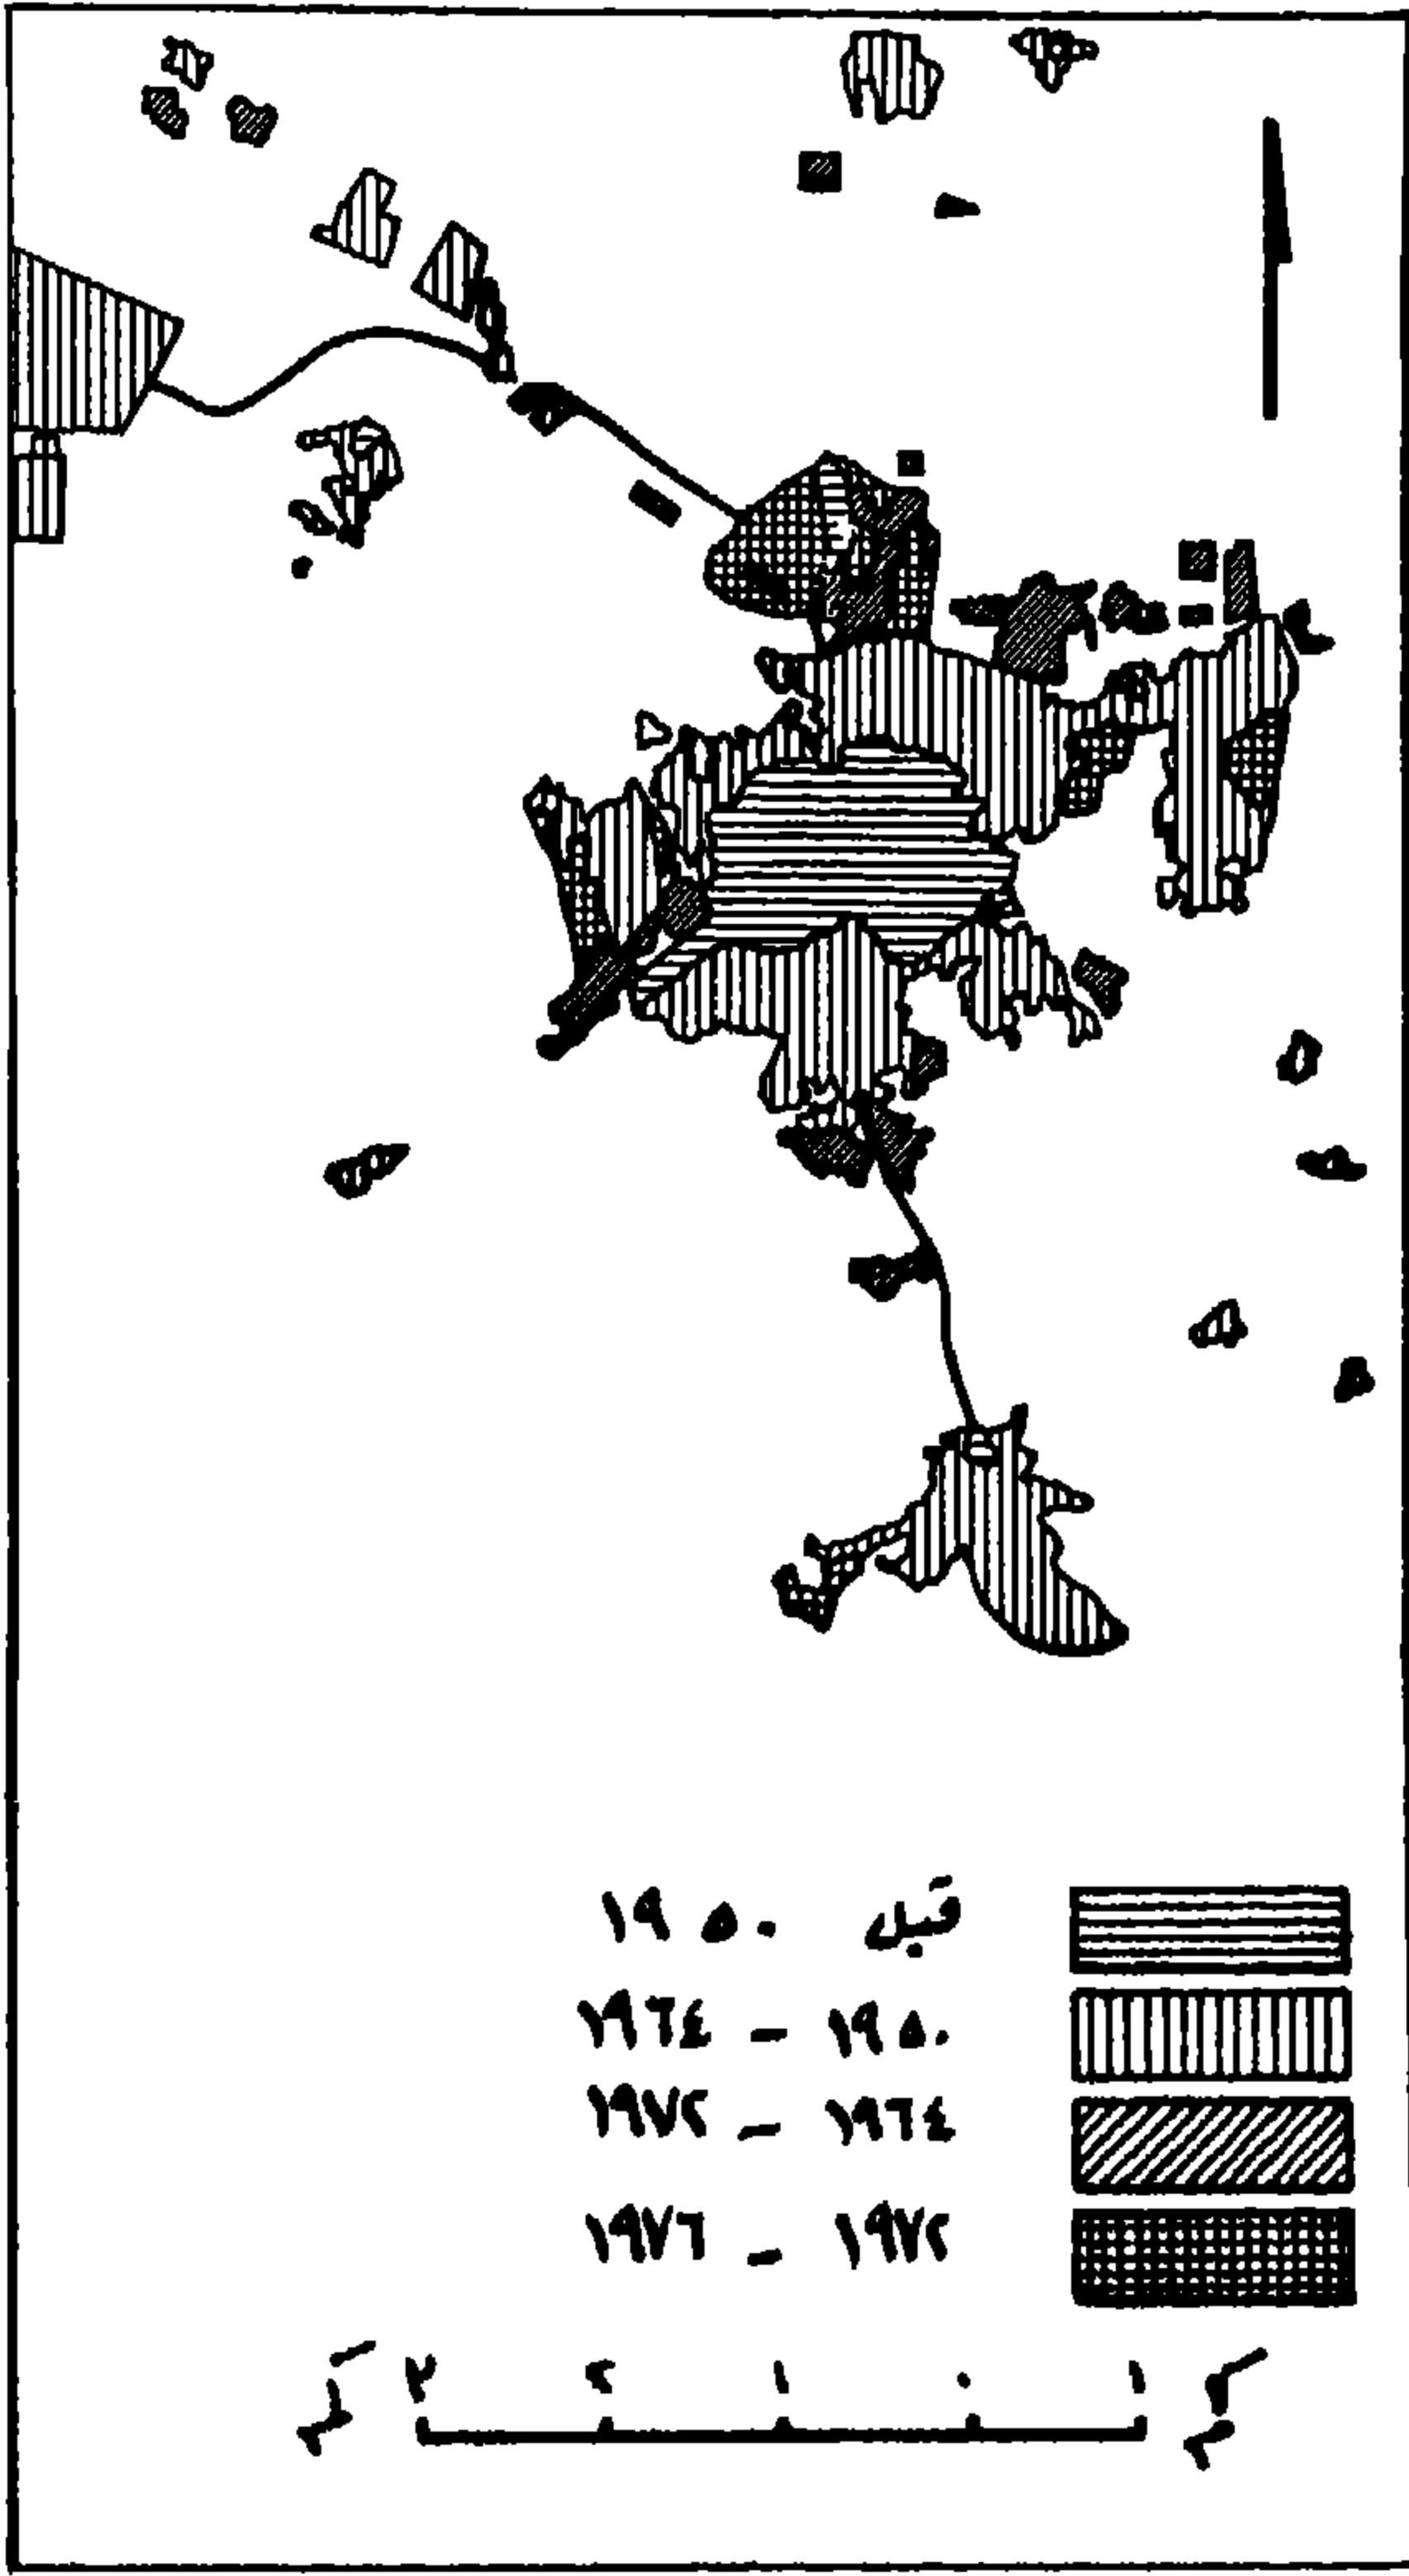 قبل ١٩٥٠
١٩٥٠ – ١٩٦٤
١٩٦٤ – ١٩٧٢
١٩٧٢ – ١٩٧٦
كم ١ ٠ ١ ٢ ٣ كم